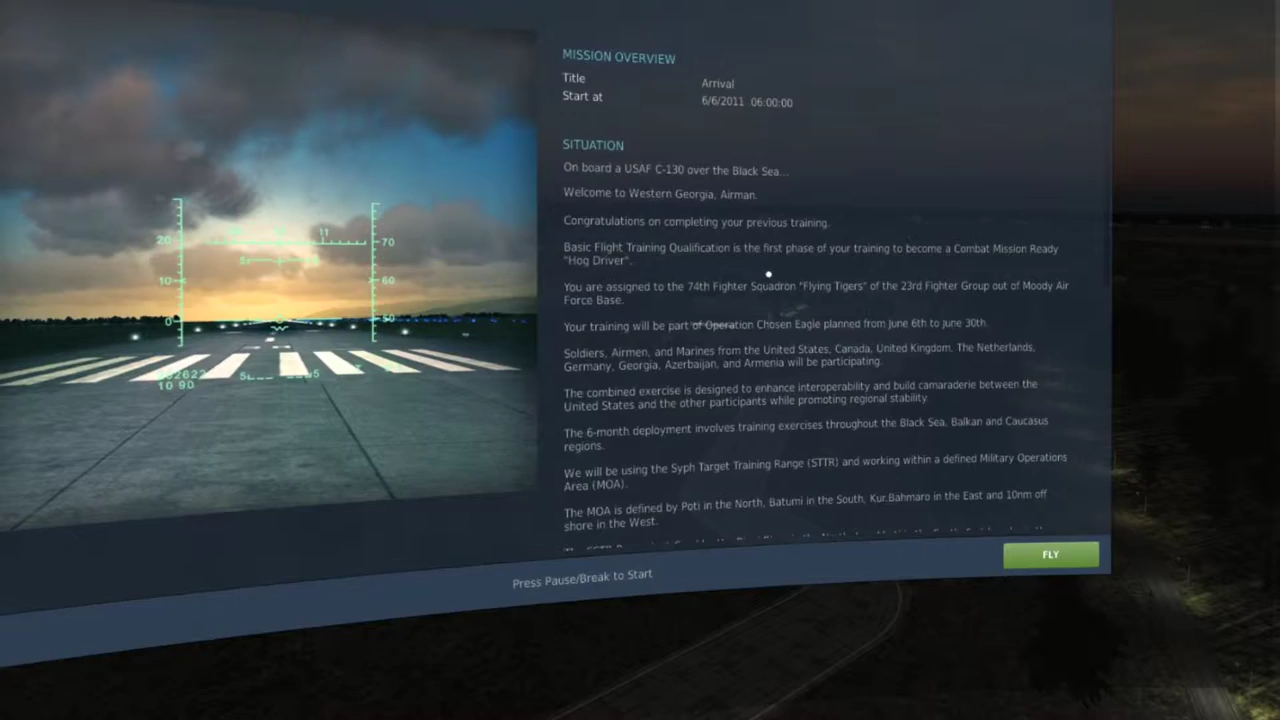 MISSION OVERVIEW
Title Arrival
Start at 6/6/2011 06:00:00
SITUATION
On board a USAF C-130 over the Black Sea...
Welcome to Western Georgia, Airman.
Congratulations on completing your previous training.
Basic Flight Training Qualification is the first phase of your training to become a Combat Mission Ready
"Hog Driver".
You are assigned to the 74th Fighter Squadron "Flying Tigers" of the 23rd Fighter Group out of Moody Air
Force Base.
Your training will be part of Operation Chosen Eagle planned from June 6th to June 30th.
Soldiers, Airmen, and Marines from the United States, Canada, United Kingdom, The Netherlands,
Germany, Georgia, Azerbaijan, and Armenia will be participating.
The combined exercise is designed to enhance interoperability and build camaraderie between the
United States and the other participants while promoting regional stability.
The 6-month deployment involves training exercises throughout the Black Sea, Balkan and Caucasus
regions.
We will be using the Syph Target Training Range (STTR) and working within a defined Military Operations
Area (MOA).
The MOA is defined by Poti in the North, Batumi in the South, Kur.Bahmaro in the East and 10nm off
shore in the West.
20
10
0
11
70
60
50
10 90
Press Pause/Break to Start
FLY